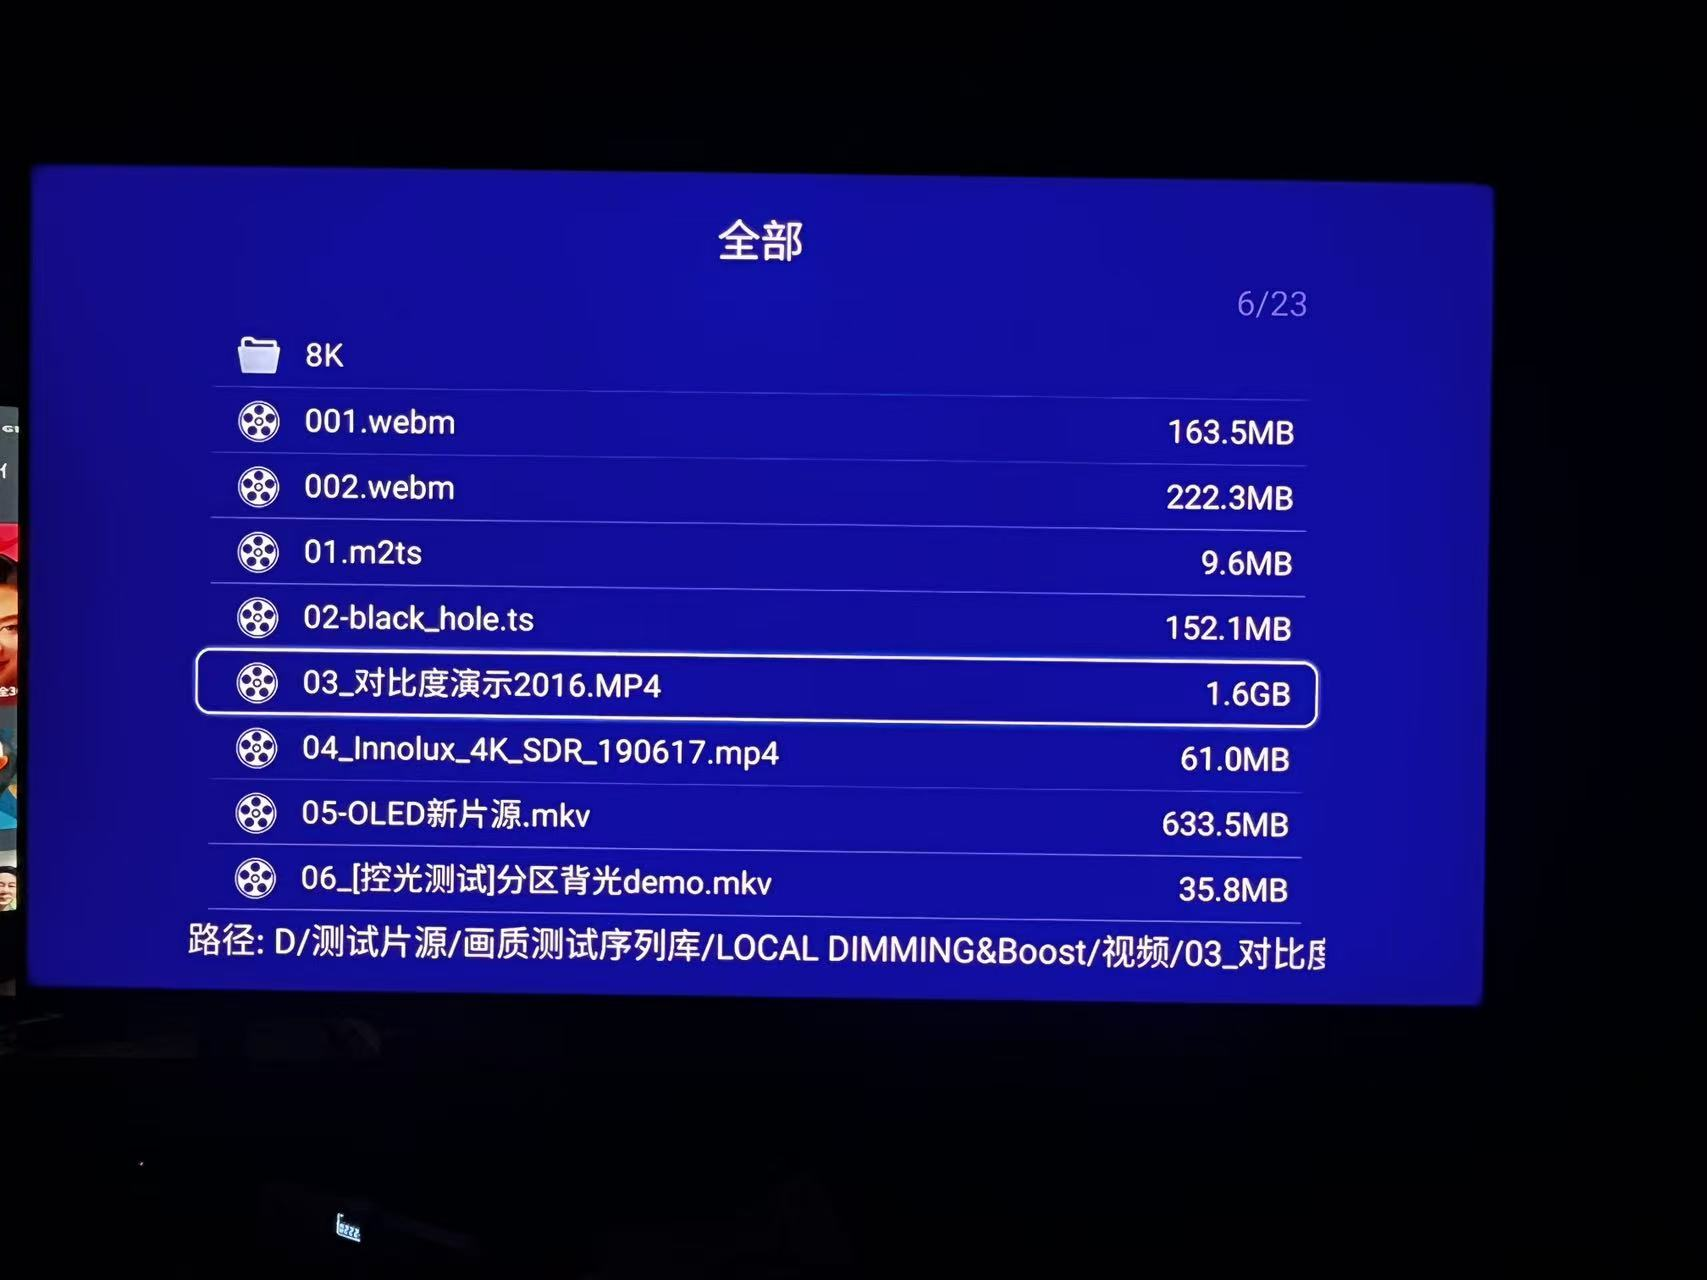 全部
6/23
8K
001.webm 163.5MB
002.webm 222.3MB
01.m2ts 9.6MB
02-black_hole.ts 152.1MB
03_对比度演示2016.MP4 1.6GB
04_Innolux_4K_SDR_190617.mp4 61.0MB
05-OLED新片源.mkv 633.5MB
06_[控光测试]分区背光demo.mkv 35.8MB
路径: D/测试片源/画质测试序列库/LOCAL DIMMING&Boost/视频/03_对比度